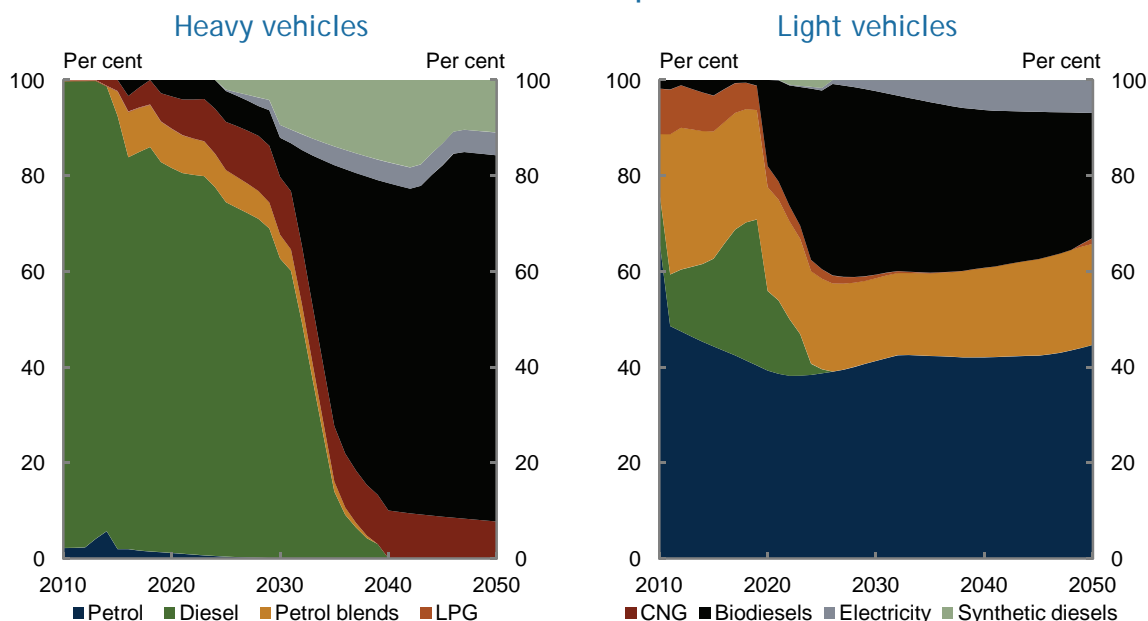 Heavy vehicles
Light vehicles
Per cent
Per cent
Per cent
Per cent
100
100
100
100
80
80
80
80
60
60
60
60
40
40
40
40
20
20
20
20
0
0
0
0
2010
2020
2030
2040
2050
2010
2020
2030
2040
2050
Petrol
Diesel
Petrol blends
LPG
CNG
Biodiesels
Electricity
Synthetic diesels